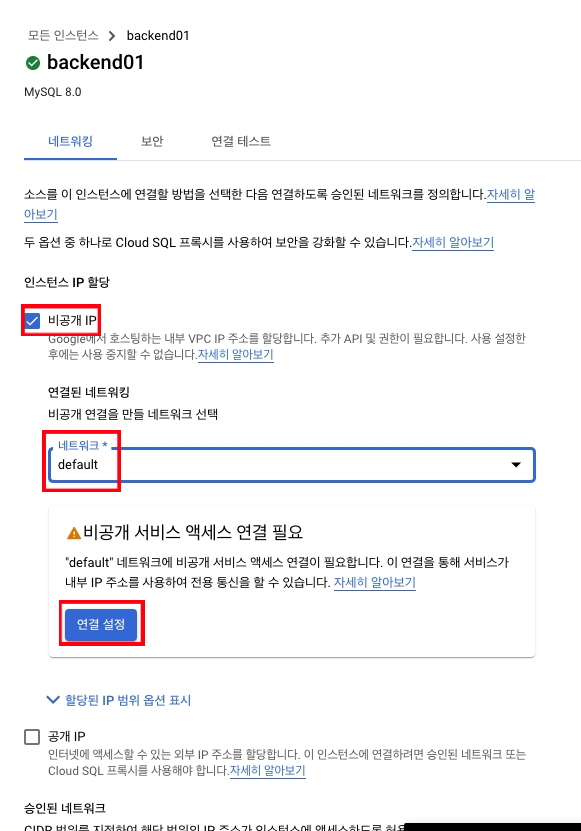 모든 인스턴스 > backend01
backend01
MySQL 8.0
네트워킹 보안 연결 테스트
소스를 이 인스턴스에 연결할 방법을 선택한 다음 연결하도록 승인된 네트워크를 정의합니다.자세히 알
아보기
두 옵션 중 하나로 Cloud SQL 프록시를 사용하여 보안을 강화할 수 있습니다.자세히 알아보기
인스턴스 IP 할당
비공개 IP
Google에서 호스팅하는 내부 VPC IP 주소를 할당합니다. 추가 API 및 권한이 필요합니다. 사용 설정한
후에는 사용 중지할 수 없습니다.자세히 알아보기
연결된 네트워킹
비공개 연결을 만들 네트워크 선택
네트워크 *
default
비공개 서비스 액세스 연결 필요
"default" 네트워크에 비공개 서비스 액세스 연결이 필요합니다. 이 연결을 통해 서비스가
내부 IP 주소를 사용하여 전용 통신을 할 수 있습니다. 자세히 알아보기
연결 설정
할당된 IP 범위 옵션 표시
공개 IP
인터넷에 액세스할 수 있는 외부 IP 주소를 할당합니다. 이 인스턴스에 연결하려면 승인된 네트워크 또는
Cloud SQL 프록시를 사용해야 합니다.자세히 알아보기
승인된 네트워크
CIDR 범위를 지정하여 해당 범위의 IP 주소가 인스턴스에 액세스하도록